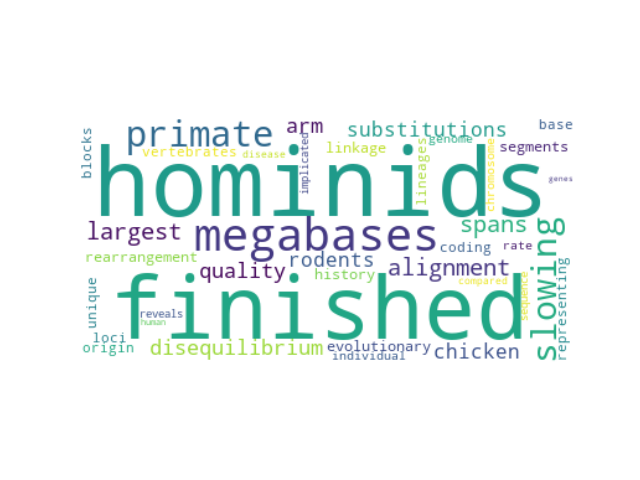 primate
arm
substitutions
base
blocks
vertebrates
disease
implicated
linkage
lineages
genome
chromosome
segments
hominids
genes
largest
megabases
spans
slowing
coding
rate
rearrangement
quality
rodents
history
alignment
compared
sequence
representing
unique
finished
reveals
human
loci
origin
disequilibrium
evolutionary
individual
chicken